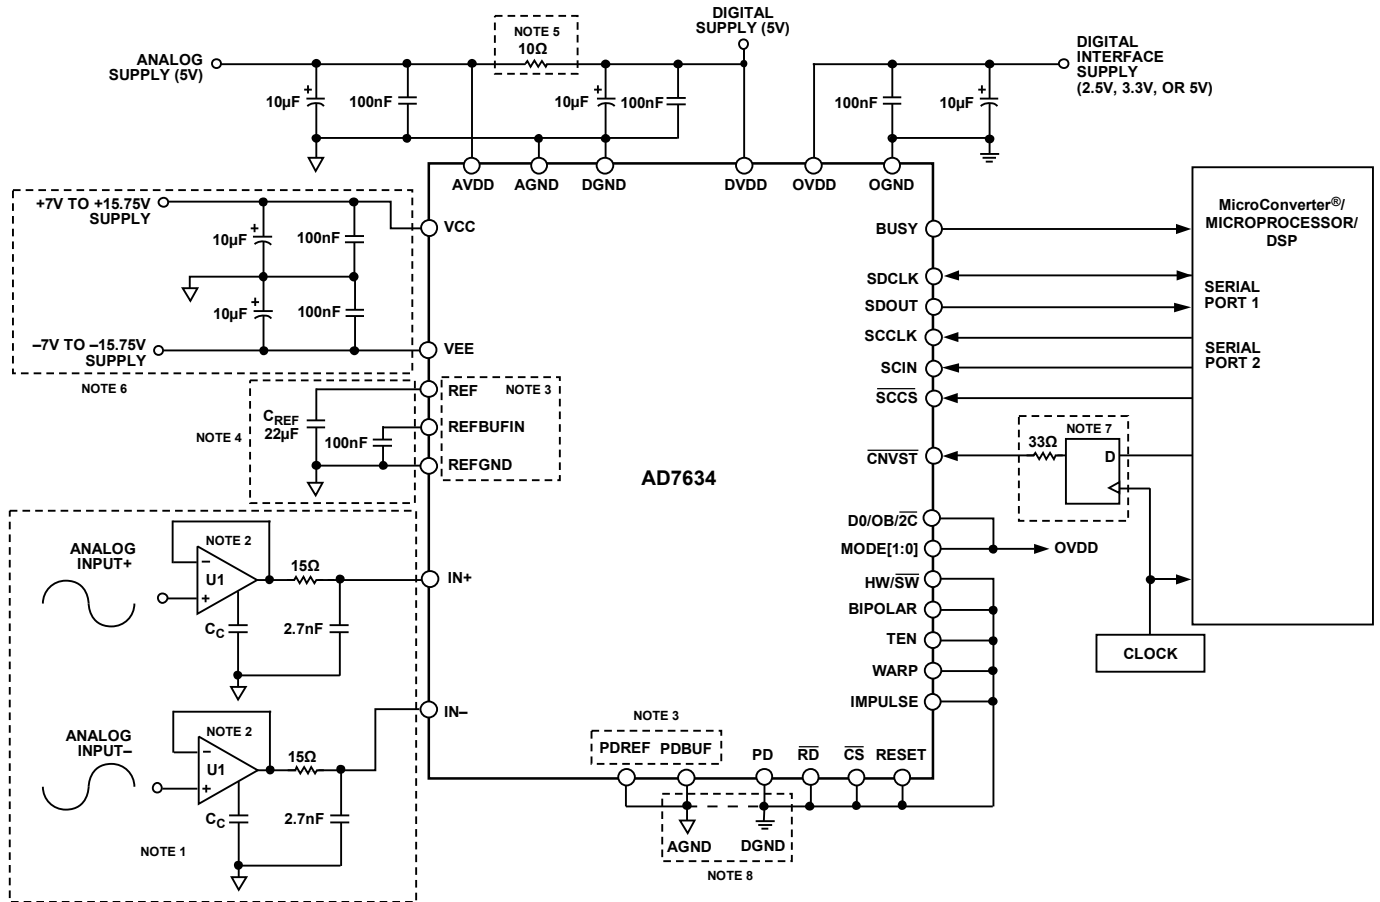 DIGITAL
SUPPLY (5V)
NOTE 5
10Ω
ANALOG
SUPPLY (5V)
DIGITAL
INTERFACE
SUPPLY
(2.5V, 3.3V, OR 5V)
+
10µF
100nF
+
10µF
100nF
100nF
+
10µF
AVDD
AGND
DGND
DVDD
OVDD
OGND
+7V TO +15.75V
SUPPLY
+
10µF
100nF
+
10µF
100nF
–7V TO –15.75V
SUPPLY
NOTE 6
VCC
VEE
REF
NOTE 3
REFBUFIN
REFGND
CREF
22µF
NOTE 4
100nF
AD7634
BUSY
SDCLK
SDOUT
SCCLK
SCIN
SCCS
CNVST
MicroConverter®/
MICROPROCESSOR/
DSP
SERIAL
PORT 1
SERIAL
PORT 2
NOTE 7
33Ω
D
D0/OB/2C
MODE[1:0]
OVDD
HW/SW
BIPOLAR
TEN
WARP
IMPULSE
CLOCK
ANALOG
INPUT+
NOTE 2
–
U1
+
15Ω
CC
2.7nF
IN+
ANALOG
INPUT–
NOTE 2
–
U1
+
15Ω
CC
2.7nF
IN–
NOTE 1
NOTE 3
PDREF
PDBUF
PD
RD
CS
RESET
AGND
DGND
NOTE 8